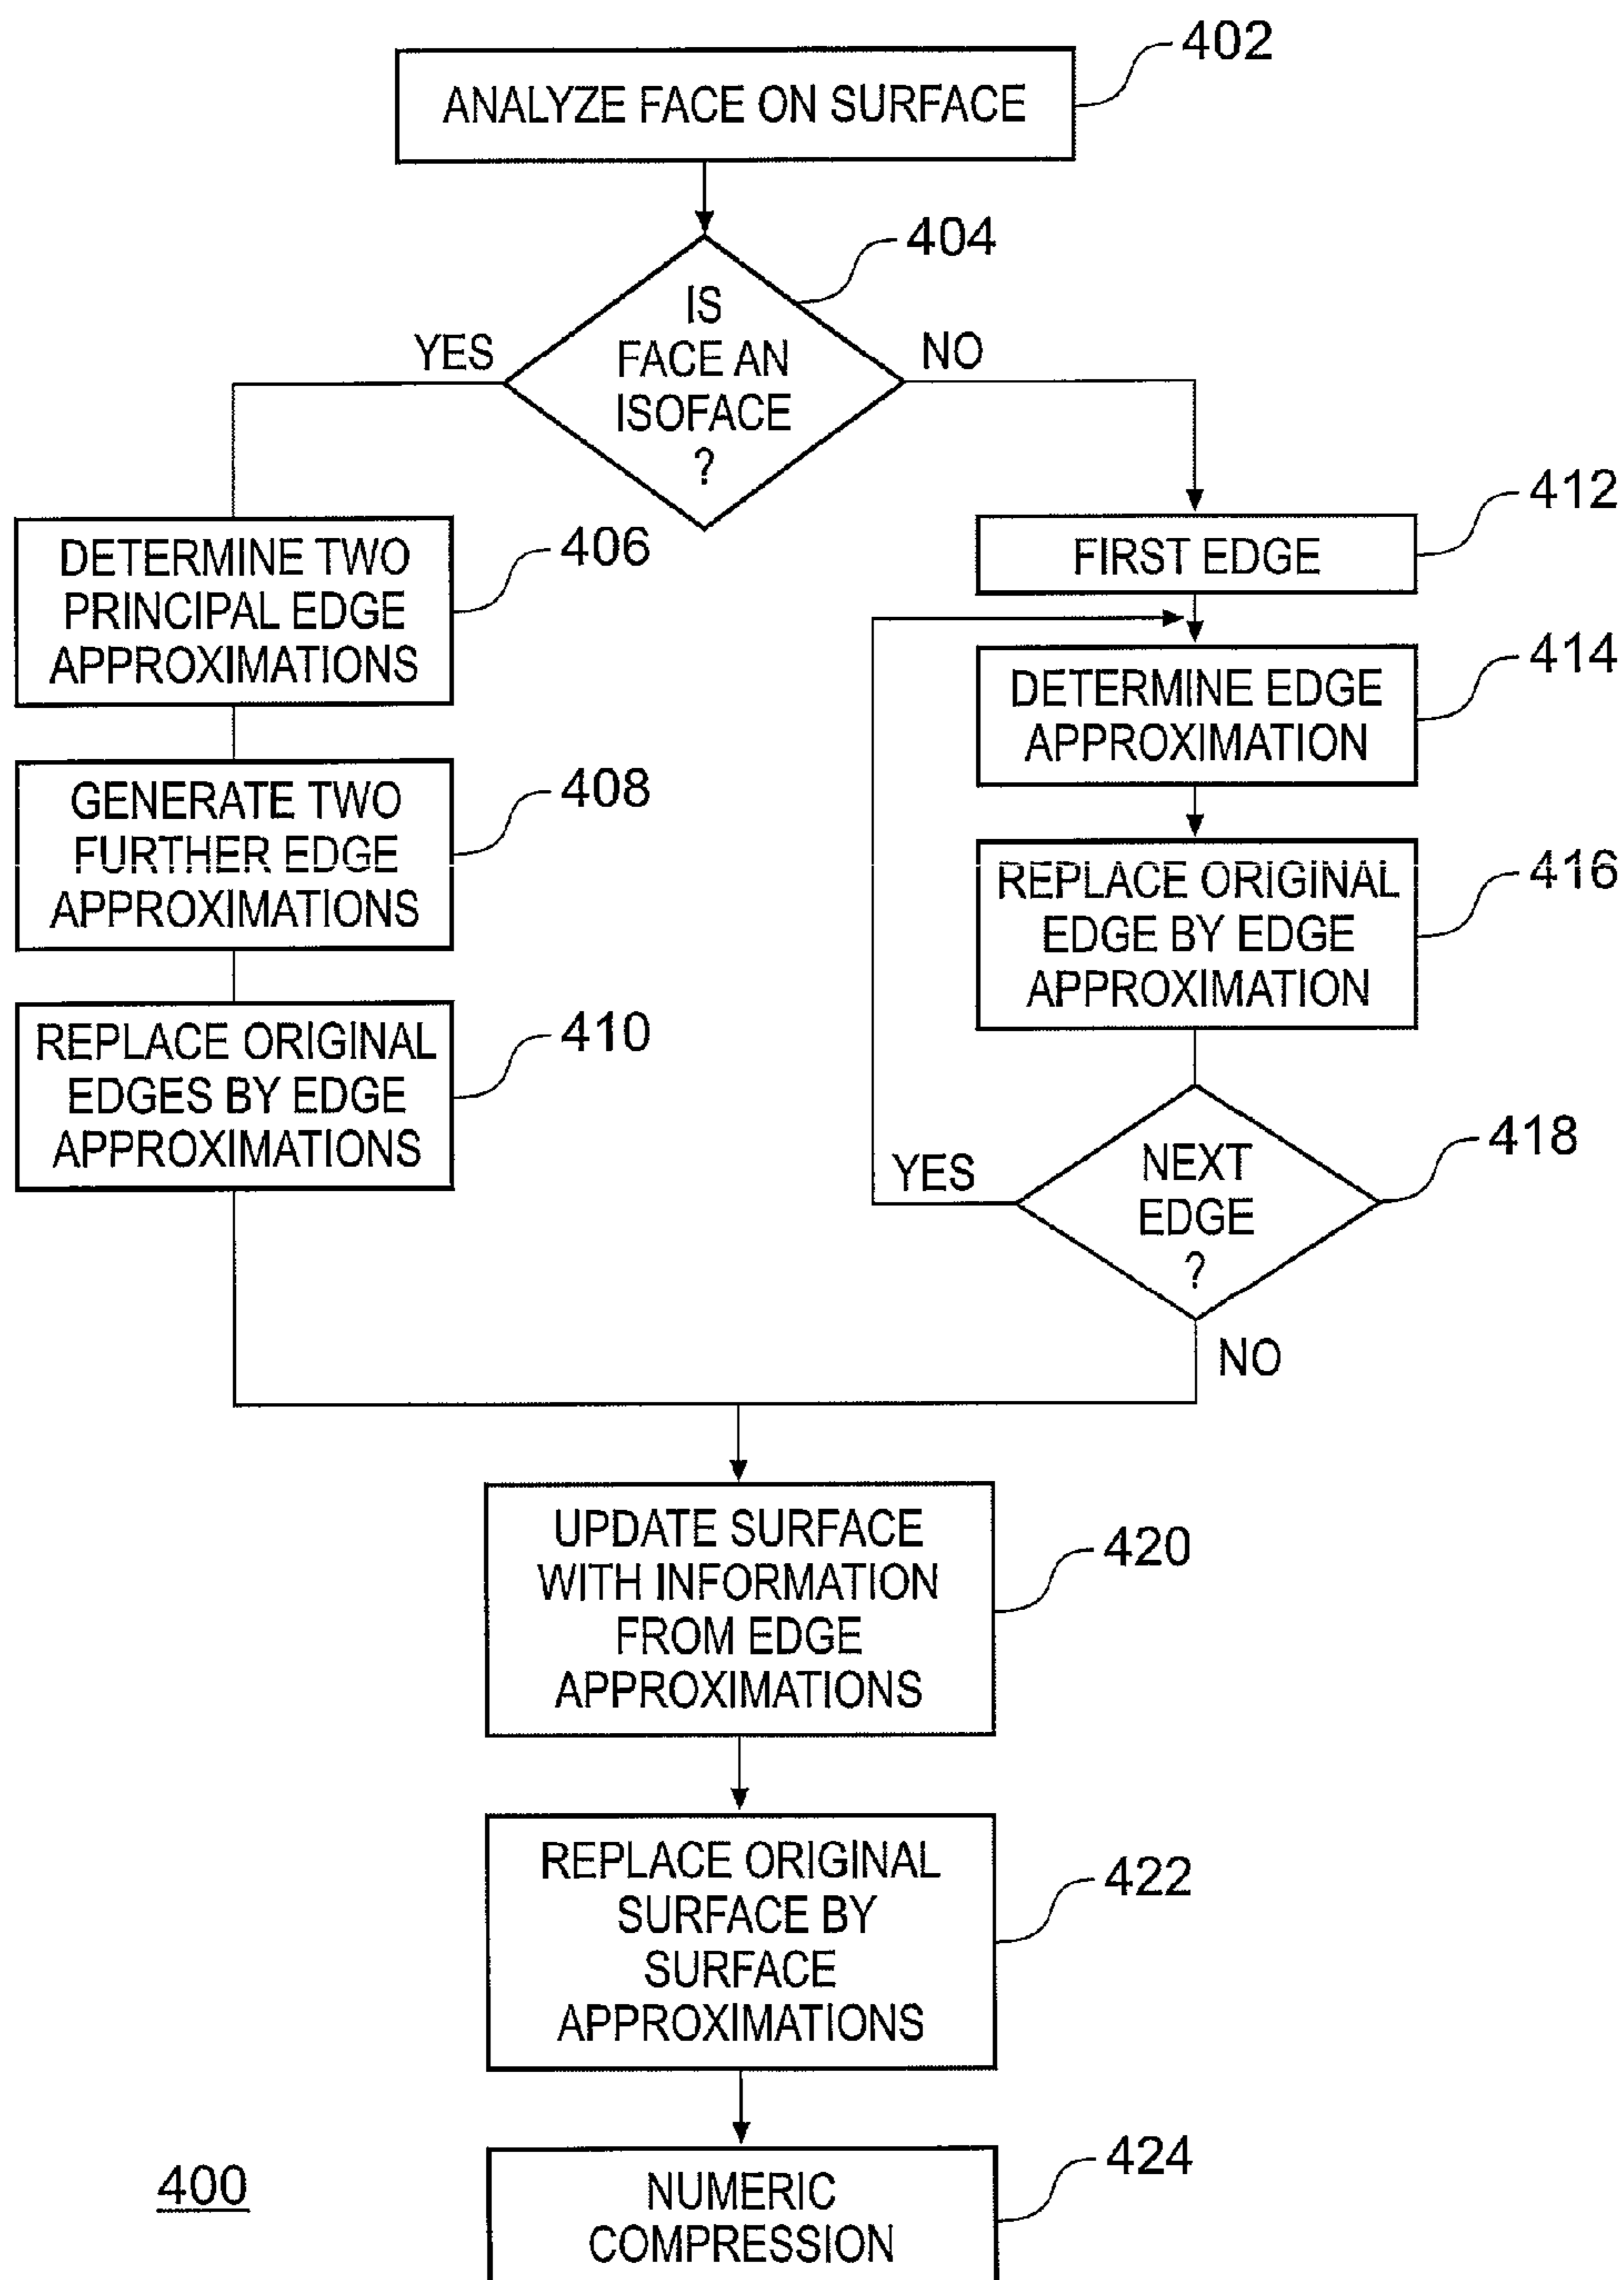 402
ANALYZE FACE ON SURFACE
404
IS
FACE AN
ISOFACE
?
YES
NO
406
DETERMINE TWO
PRINCIPAL EDGE
APPROXIMATIONS
408
GENERATE TWO
FURTHER EDGE
APPROXIMATIONS
410
REPLACE ORIGINAL
EDGES BY EDGE
APPROXIMATIONS
412
FIRST EDGE
414
DETERMINE EDGE
APPROXIMATION
416
REPLACE ORIGINAL
EDGE BY EDGE
APPROXIMATION
418
NEXT
EDGE
?
YES
NO
420
UPDATE SURFACE
WITH INFORMATION
FROM EDGE
APPROXIMATIONS
422
REPLACE ORIGINAL
SURFACE BY
SURFACE
APPROXIMATIONS
424
NUMERIC
COMPRESSION
400